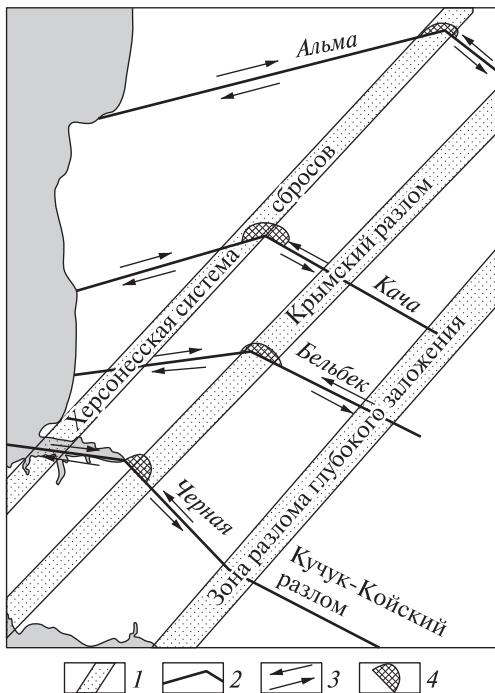 Альма
Херсонесская система сбросов
Крымский разлом
Кача
Бельбек
Зона разлома глубокого заложения
Черная
Кучук-Койский
разлом
1 2 3 4